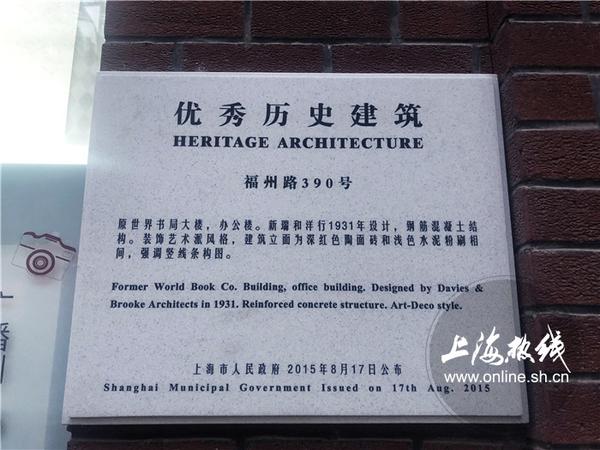 优秀历史建筑
HERITAGE ARCHITECTURE
福州路390号
原世界书局大楼，办公楼。新瑞和洋行1931年设计，钢筋混凝土结
构。装饰艺术派风格，建筑立面为深红色陶面砖和浅色水泥粉刷相
间，强调竖线条构图。
Former World Book Co. Building, office building. Designed by Davies &
Brooke Architects in 1931. Reinforced concrete structure. Art-Deco style.
上海市人民政府 2015年8月17日公布
Shanghai Municipal Government Issued on 17th Aug. 2015
上海热线
www.online.sh.cn
播